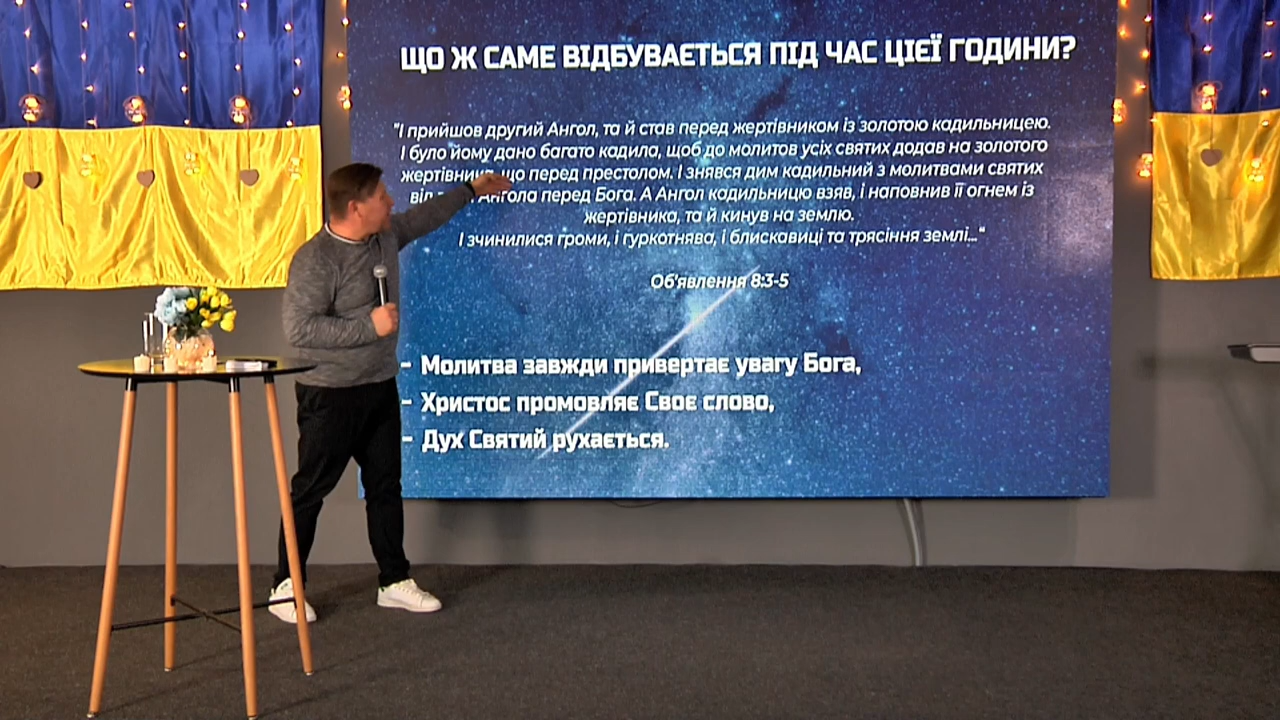 ЩО Ж САМЕ ВІДБУВАЄТЬСЯ ПІД ЧАС ЦІЄЇ ГОДИНИ?
"І прийшов другий Ангол, та й став перед жертівником із золотою кадильницею.
І було йому дано багато кадила, щоб до молитов усіх святих додав на золотого
жертівника що перед престолом. І знявся дим кадильний з молитвами святих
від Ангола перед Бога. А Ангол кадильницю взяв, і наповнив її огнем із
жертівника, та й кинув на землю.
І зчинилися громи, і гуркотнява, і блискавиці та трясіння землі..."
Об'явлення 8:3-5
- Молитва завжди привертає увагу Бога,
- Христос промовляє Своє слово,
- Дух Святий рухається.